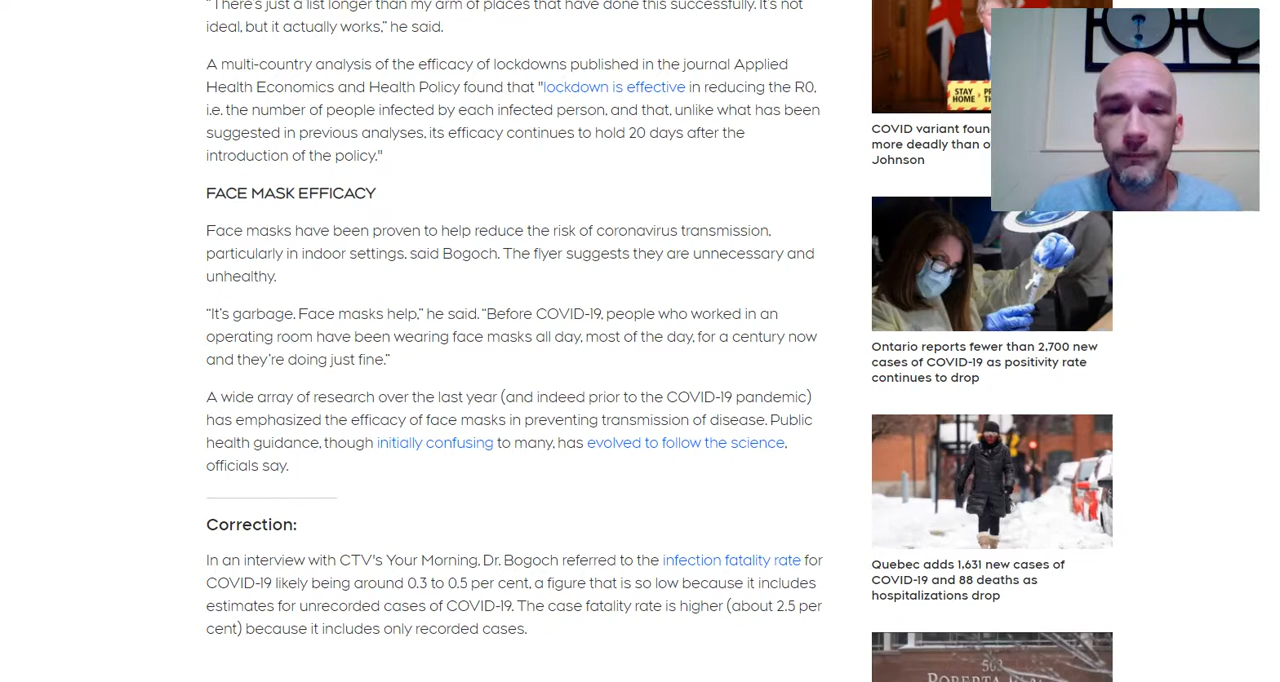 "There's just a list longer than my arm of places that have done this successfully. It's not
ideal, but it actually works," he said.
A multi-country analysis of the efficacy of lockdowns published in the journal Applied
Health Economics and Health Policy found that "lockdown is effective in reducing the R0,
i.e. the number of people infected by each infected person, and that, unlike what has been
suggested in previous analyses, its efficacy continues to hold 20 days after the
introduction of the policy."
FACE MASK EFFICACY
Face masks have been proven to help reduce the risk of coronavirus transmission,
particularly in indoor settings, said Bogoch. The flyer suggests they are unnecessary and
unhealthy.
“It's garbage. Face masks help,” he said. “Before COVID-19, people who worked in an
operating room have been wearing face masks all day, most of the day, for a century now
and they're doing just fine.”
A wide array of research over the last year (and indeed prior to the COVID-19 pandemic)
has emphasized the efficacy of face masks in preventing transmission of disease. Public
health guidance, though initially confusing to many, has evolved to follow the science,
officials say.
Correction:
In an interview with CTV's Your Morning, Dr. Bogoch referred to the infection fatality rate for
COVID-19 likely being around 0.3 to 0.5 per cent, a figure that is so low because it includes
estimates for unrecorded cases of COVID-19. The case fatality rate is higher (about 2.5 per
cent) because it includes only recorded cases.
STAY
HOME
COVID variant
more deadly than
Johnson
Ontario reports fewer than 2,700 new
cases of COVID-19 as positivity rate
continues to drop
Quebec adds 1,631 new cases of
COVID-19 and 88 deaths as
hospitalizations drop
563